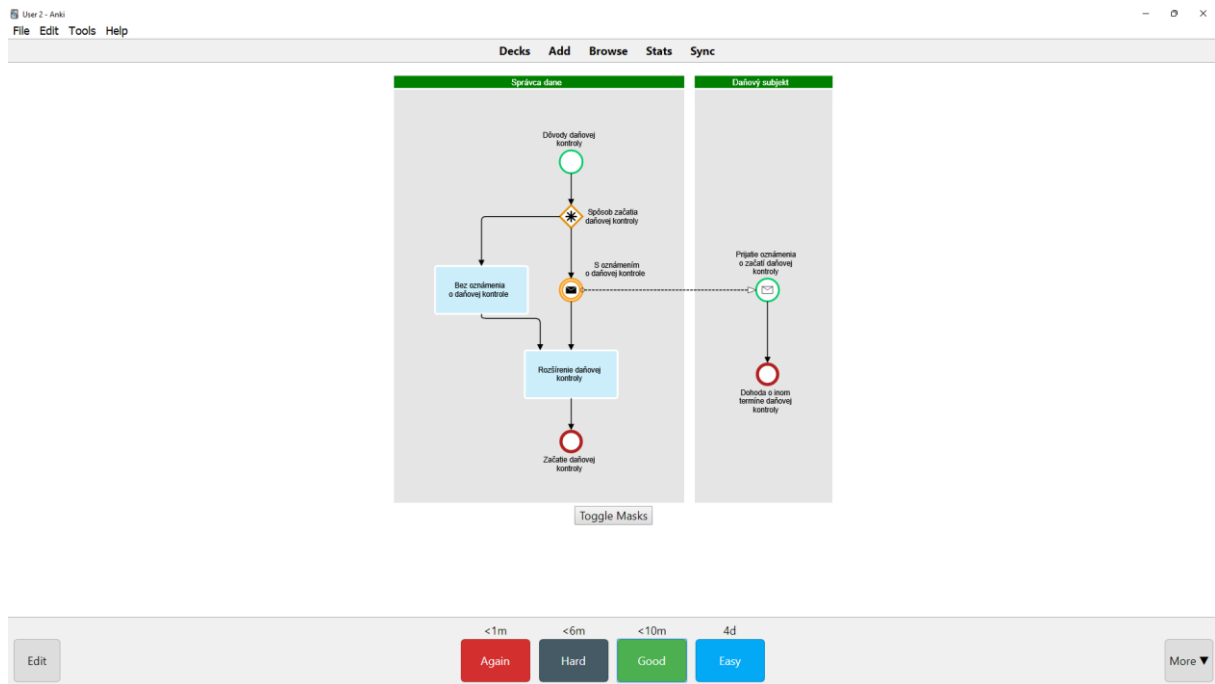 User 2 - Anki
File Edit Tools Help
Decks Add Browse Stats Sync
Správca dane
Daňový subjekt
Dôvody daňovej
kontroly
Spôsob začatia
daňovej kontroly
S oznámením
o daňovej kontrole
Bez oznámenia
o daňovej kontrole
Prijatie oznámenia
o začatí daňovej
kontroly
Rozšírenie daňovej
kontroly
Dohoda o inom
termíne daňovej
kontroly
Začatie daňovej
kontroly
Toggle Masks
<1m <6m <10m 4d
Edit Again Hard Good Easy More ▼